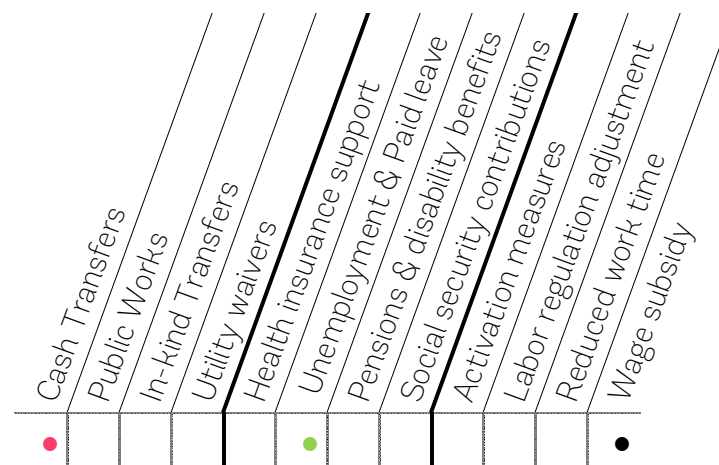 Cash Transfers
Public Works
In-kind Transfers
Utility waivers
Health insurance support
Unemployment & Paid leave
Pensions & disability benefits
Social security contributions
Activation measures
Labor regulation adjustment
Reduced work time
Wage subsidy